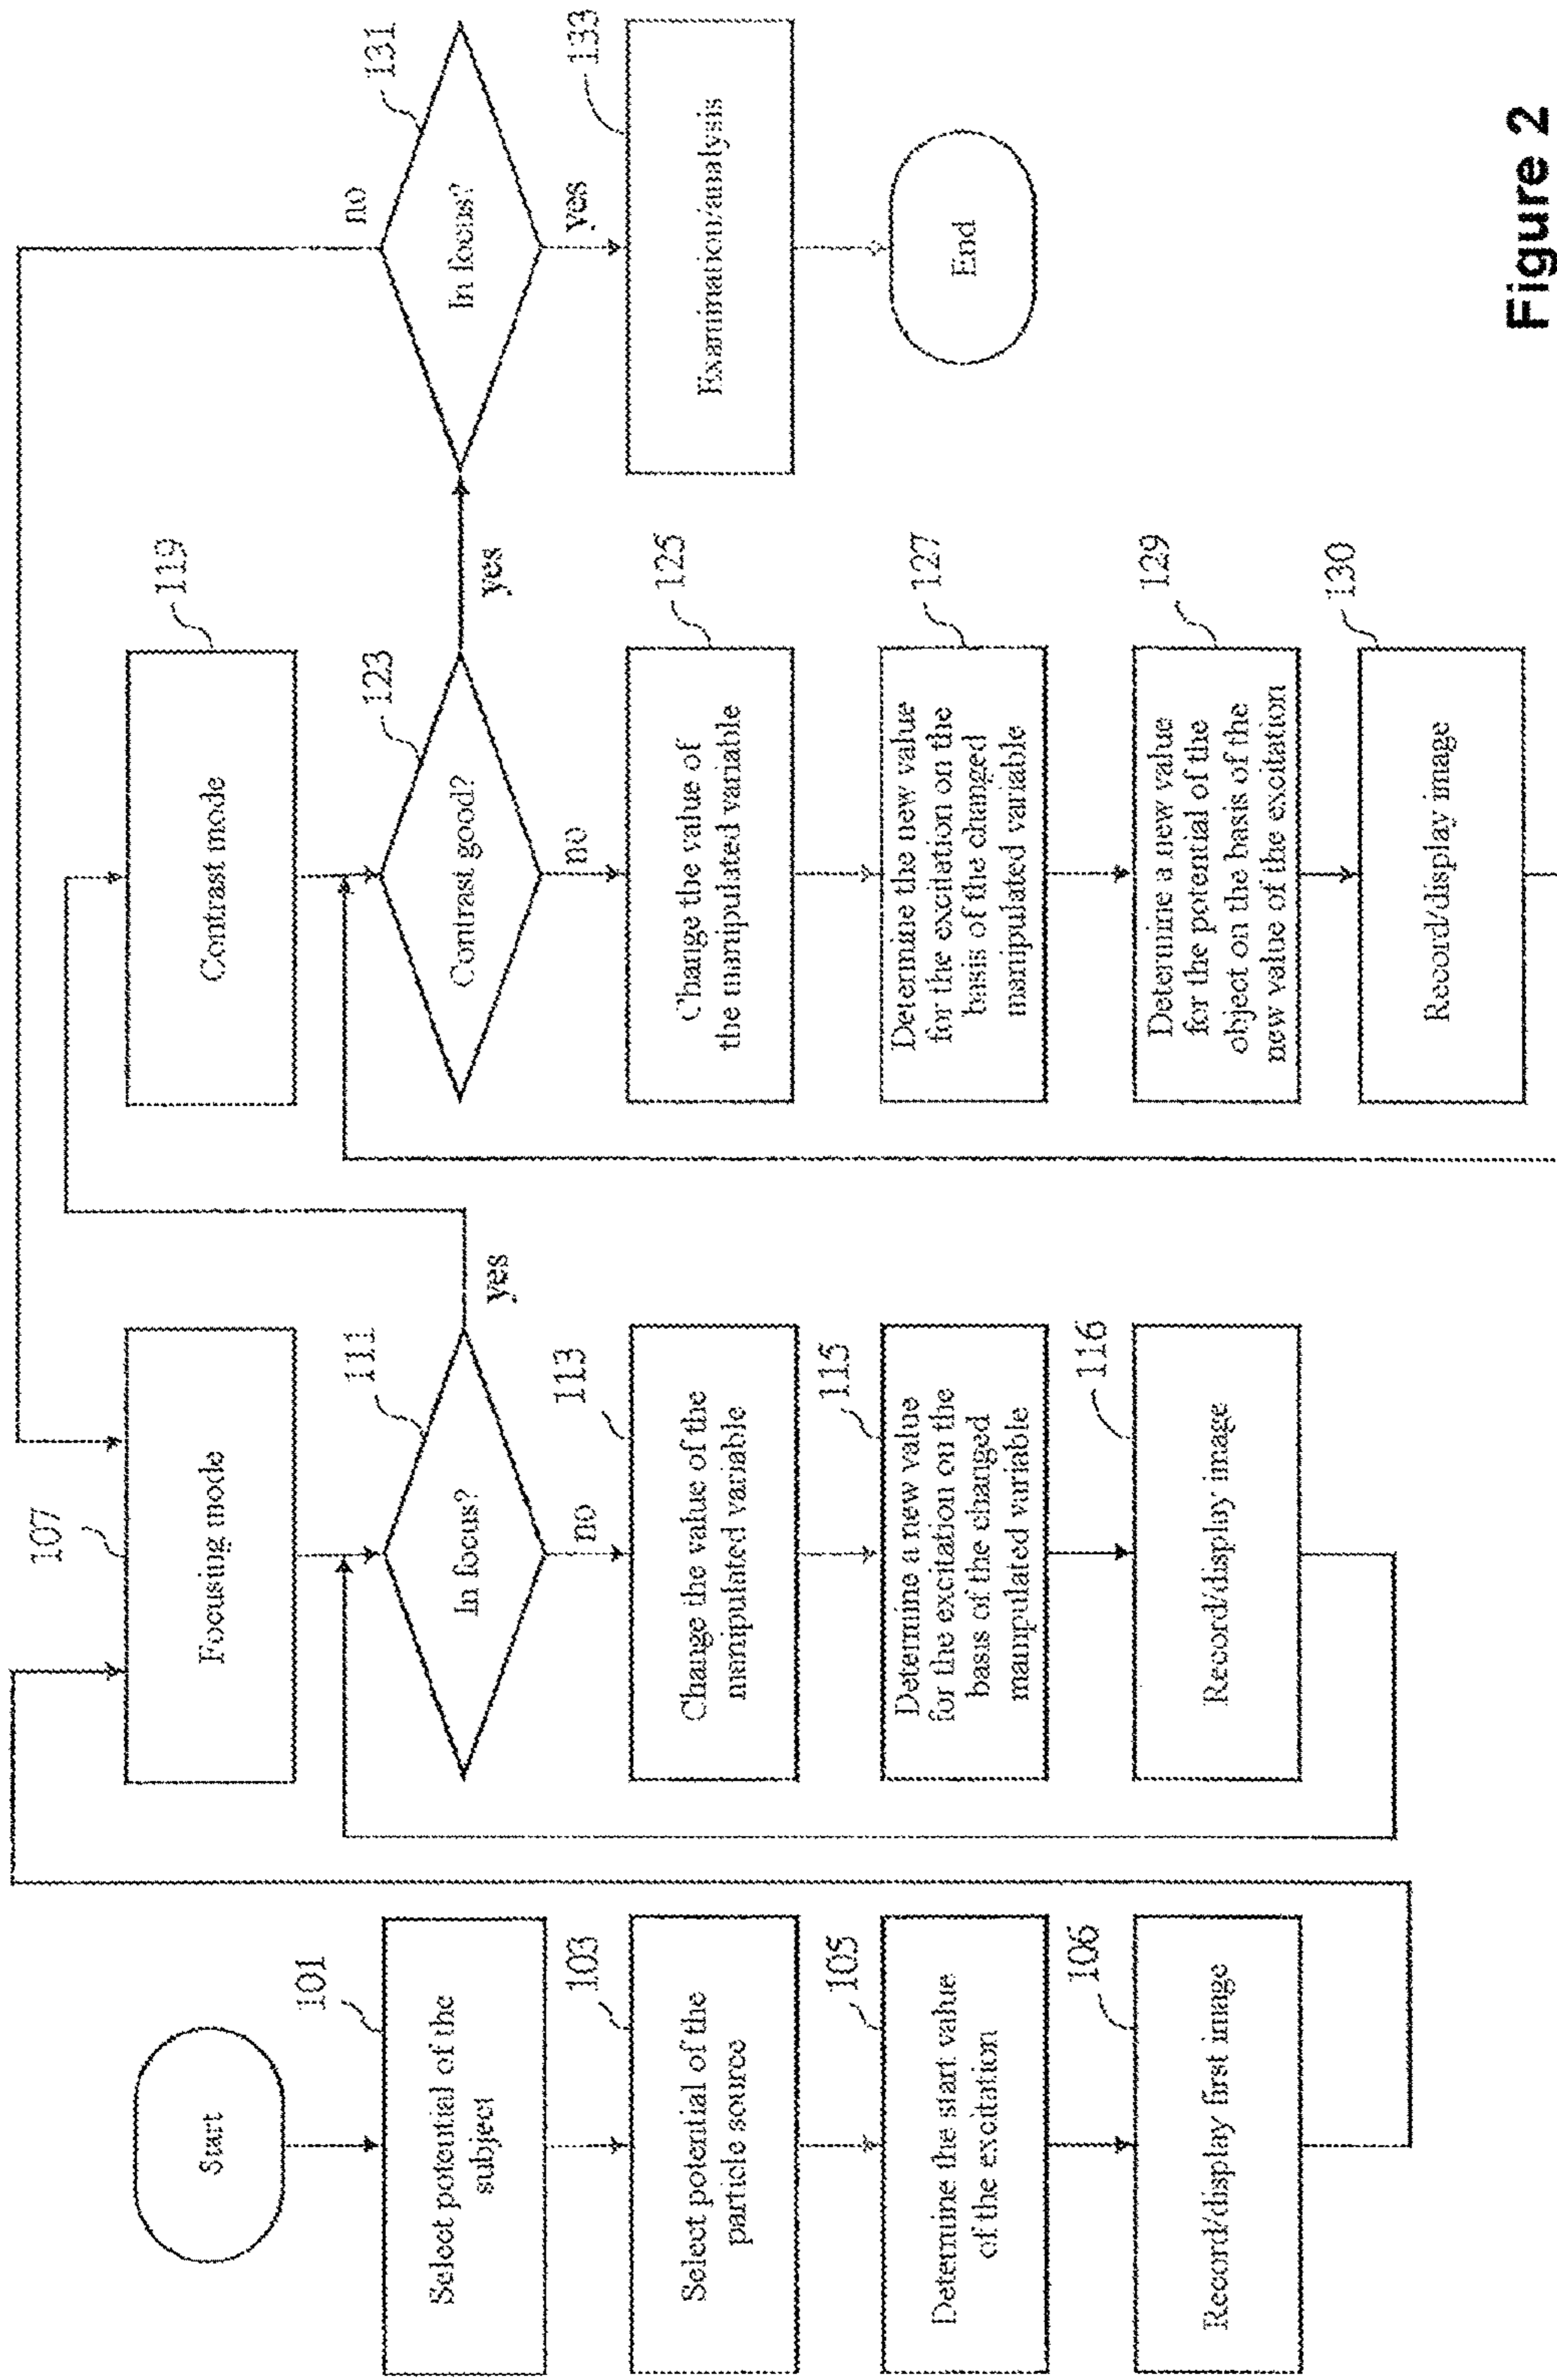 Start
101
Select potential of the
subject
103
Select potential of the
particle source
105
Determine the start value
of the excitation
106
Record/display first image
107
Focusing mode
111
In focus?
yes
no
113
Change the value of the
manipulated variable
115
Determine a new value
for the excitation on the
basis of the changed
manipulated variable
116
Record/display image
119
Contrast mode
123
Contrast good?
yes
no
125
Change the value of
the manipulated variable
127
Determine the new value
for the excitation on the
basis of the changed
manipulated variable
129
Determine a new value
for the potential of the
object on the basis of the
new value of the excitation
130
Record/display image
131
In focus?
no
yes
133
Examination/analysis
End
Figure 2